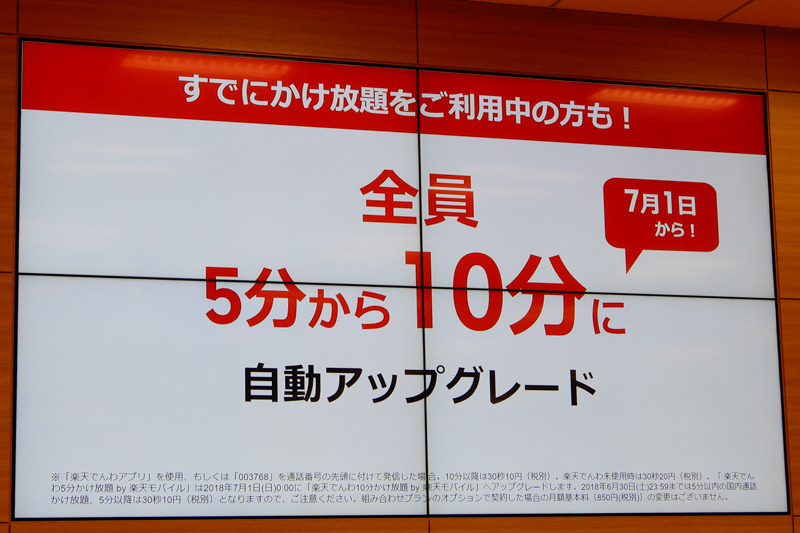 すでにかけ放題をご利用中の方も！
全員
7月1日
から！
5分から10分に
自動アップグレード
※「楽天でんわアプリ」を使用、もしくは「003768」を通話番号の先頭に付けて発信した場合。10分以降は30秒10円（税別）。楽天でんわ未使用時は30秒20円（税別）。「楽天でん
わ5分かけ放題 by 楽天モバイル」は2018年7月1日(日)0:00に「楽天でんわ10分かけ放題 by 楽天モバイル」へアップグレードします。2018年6月30日(土)23:59までは5分以内の国内通話
かけ放題、5分以降は30秒10円（税別）となりますので、ご注意ください。組み合わせプランのオプションで契約した場合の月額基本料（850円(税別)）の変更はございません。